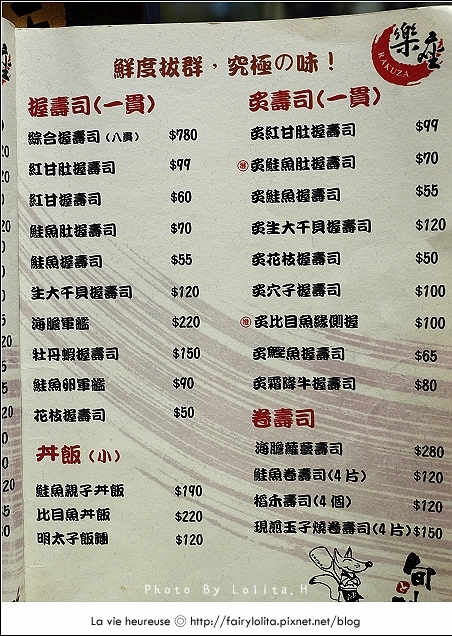 樂座
RAKUZA
鮮度拔群，究極の味！
握壽司(一貫)
綜合握壽司(八貫) $780
紅甘肚握壽司 $99
紅甘握壽司 $60
鮭魚肚握壽司 $70
鮭魚握壽司 $55
生大干貝握壽司 $120
海膽軍艦 $220
牡丹蝦握壽司 $150
鮭魚卵軍艦 $90
花枝握壽司 $50
丼飯(小)
鮭魚親子丼飯 $190
比目魚丼飯 $220
明太子飯糰 $120
炙壽司(一貫)
炙紅甘肚握壽司 $99
炙鮭魚肚握壽司 $70
炙鮭魚握壽司 $55
炙生大干貝握壽司 $120
炙花枝握壽司 $50
炙穴子握壽司 $100
炙比目魚緣側握 $100
炙鰹魚握壽司 $65
炙霜降牛握壽司 $80
卷壽司
海膽蘿蔔壽司 $280
鮭魚卷壽司(4片) $120
稻禾壽司(4個) $120
現煎玉子燒卷壽司(4片) $150
旬と
Photo By Lolita.H
La vie heureuse ◎ http://fairylolita.pixnet.net/blog